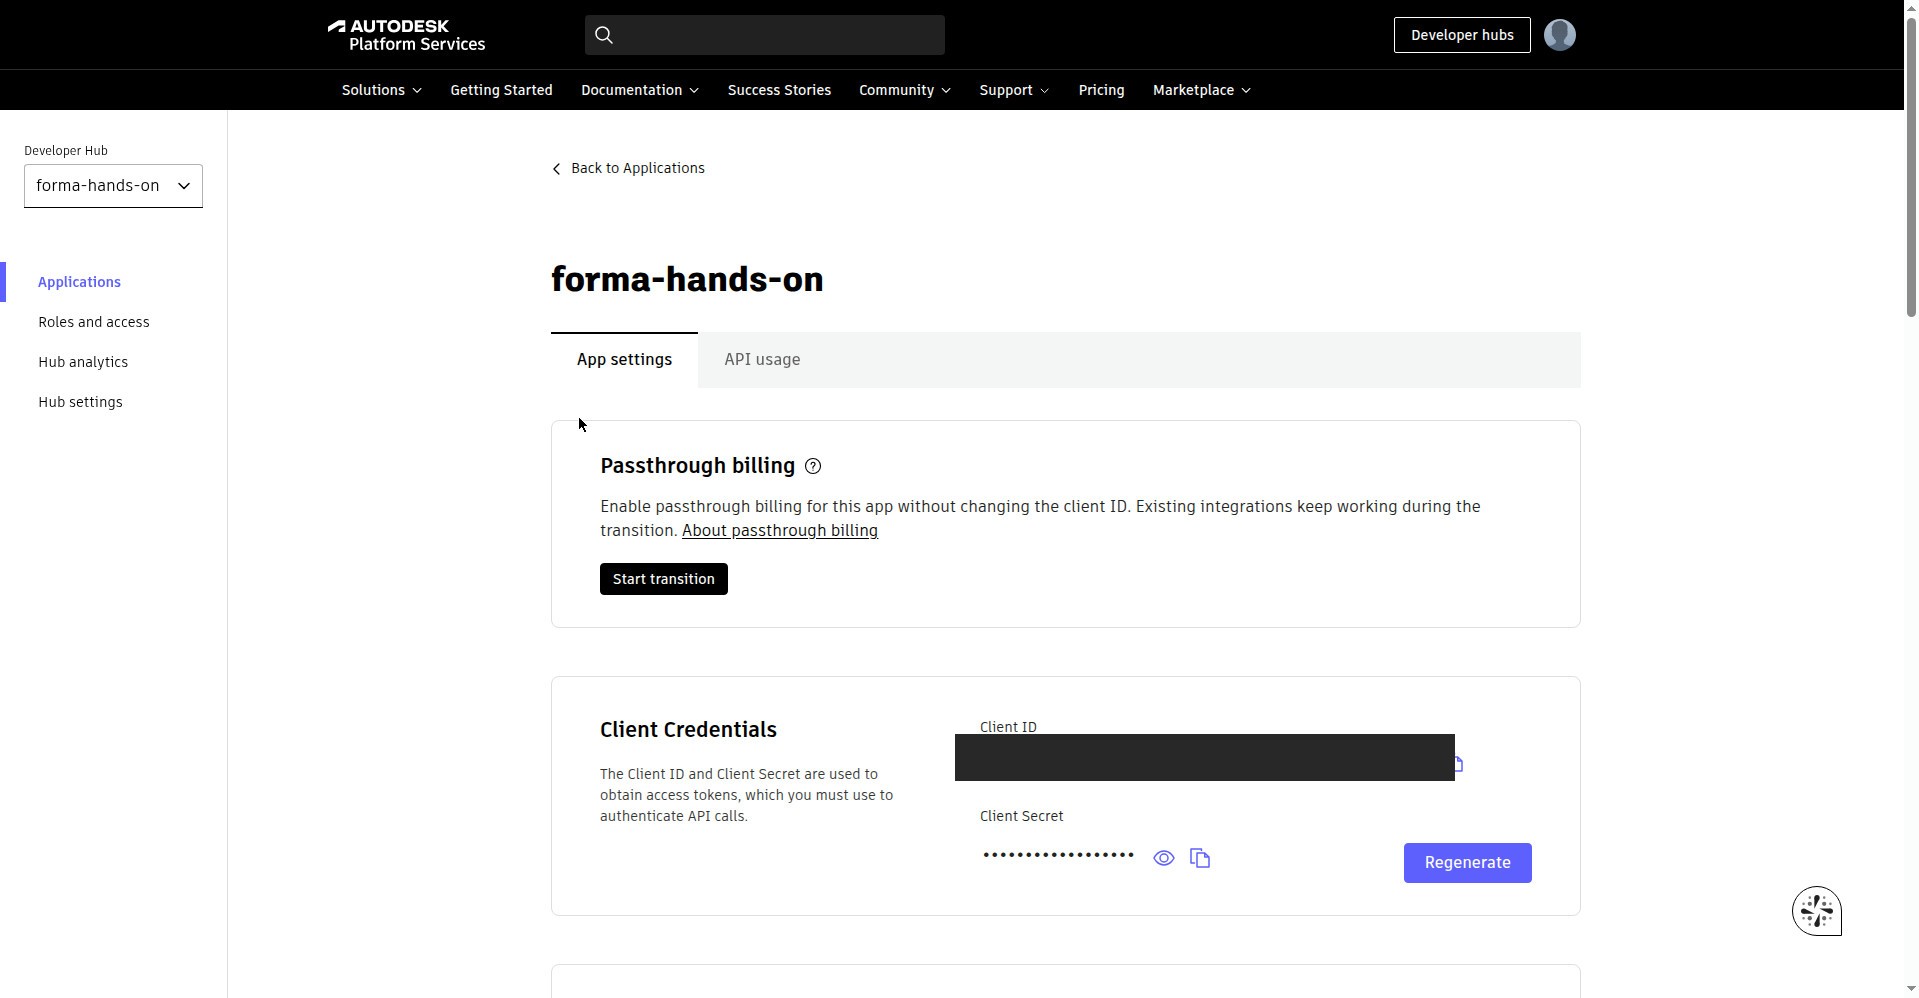 AUTODESK
Platform Services
Developer hubs
Solutions Getting Started Documentation Success Stories Community Support Pricing Marketplace
Developer Hub
forma-hands-on
Applications
Roles and access
Hub analytics
Hub settings
Back to Applications
forma-hands-on
App settings API usage
Passthrough billing ?
Enable passthrough billing for this app without changing the client ID. Existing integrations keep working during the
transition. About passthrough billing
Start transition
Client Credentials
The Client ID and Client Secret are used to
obtain access tokens, which you must use to
authenticate API calls.
Client ID
Client Secret
••••••••••••••••••
Regenerate